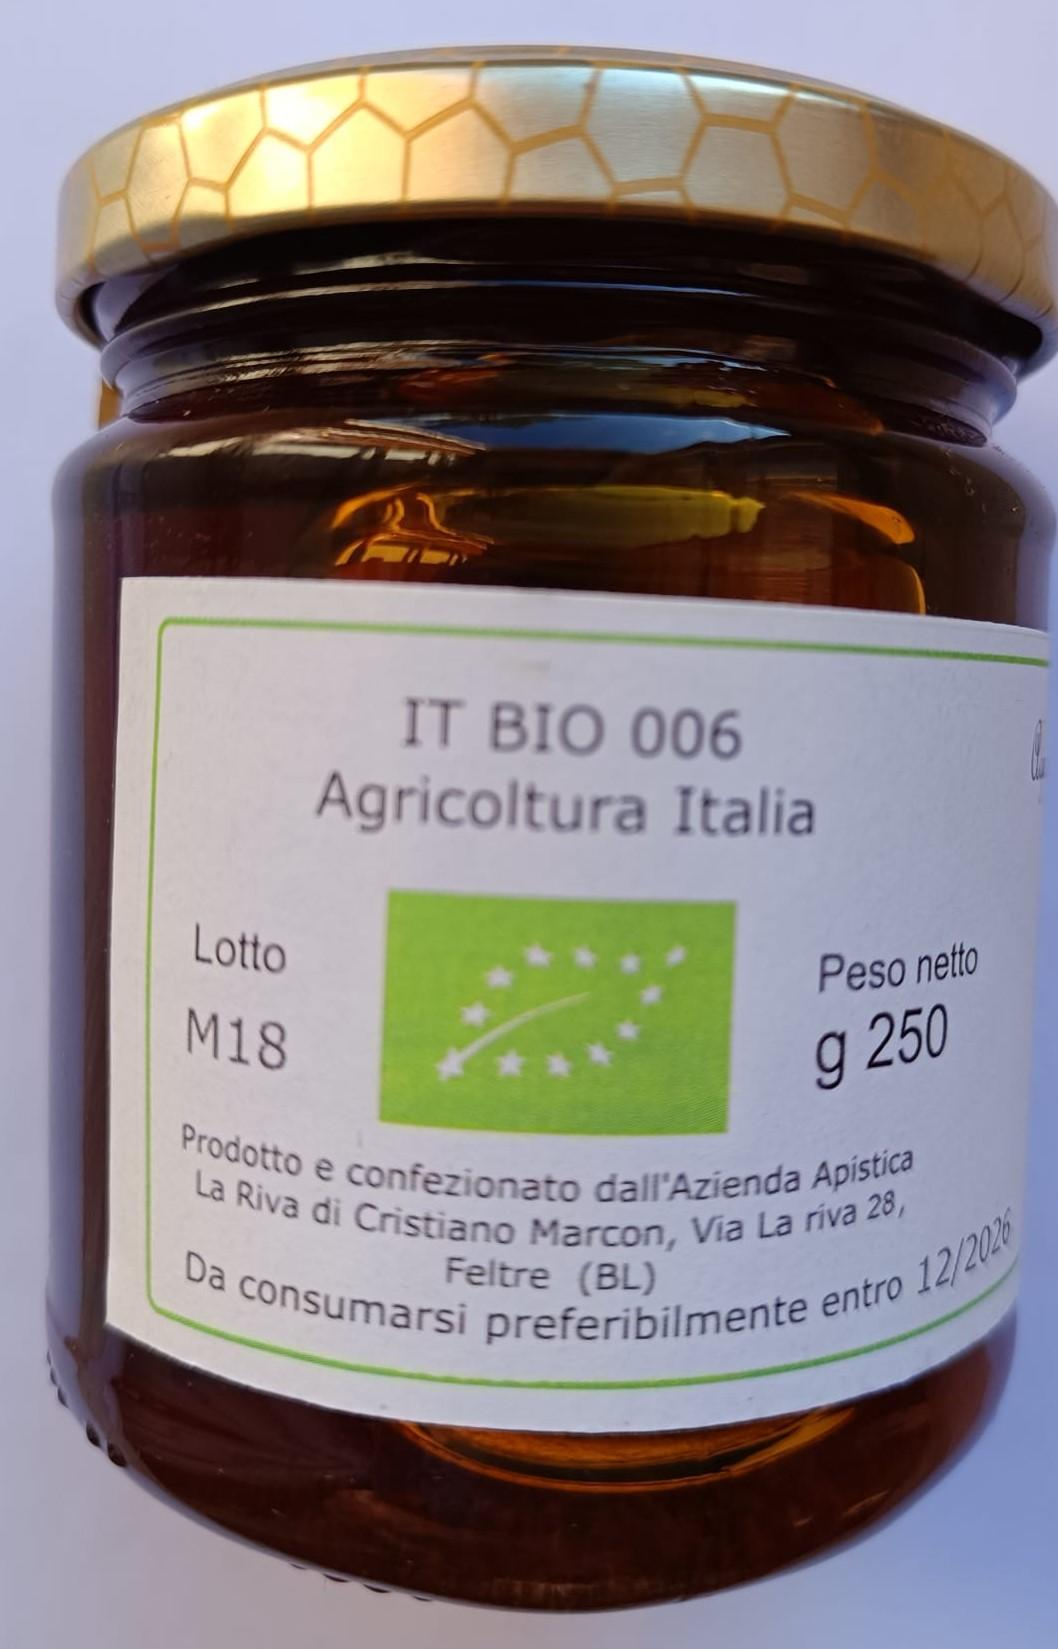 IT BIO 006
Agricoltura Italia
Lotto
M18
Peso netto
g 250
Prodotto e confezionato dall'Azienda Apistica
La Riva di Cristiano Marcon, Via La riva 28,
Feltre (BL)
Da consumarsi preferibilmente entro 12/2026